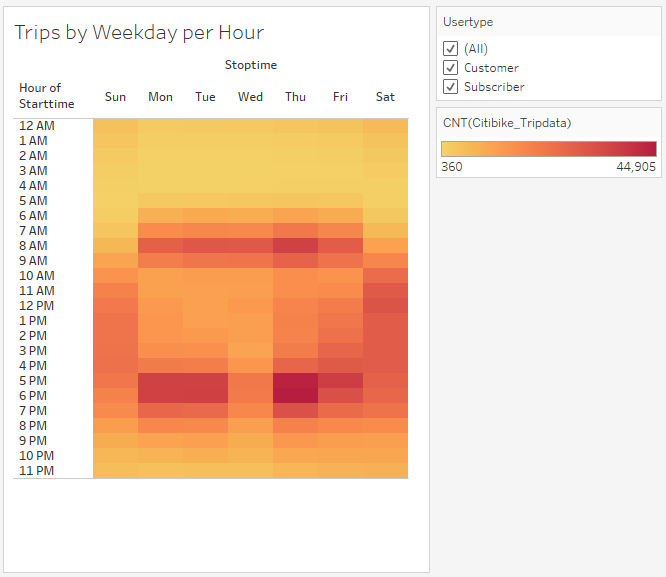 Trips by Weekday per Hour
Stoptime
Hour of
Starttime
Sun Mon Tue Wed Thu Fri Sat
12 AM
1 AM
2 AM
3 AM
4 AM
5 AM
6 AM
7 AM
8 AM
9 AM
10 AM
11 AM
12 PM
1 PM
2 PM
3 PM
4 PM
5 PM
6 PM
7 PM
8 PM
9 PM
10 PM
11 PM
Usertype
(All)
Customer
Subscriber
CNT(Citibike_Tripdata)
360 44,905